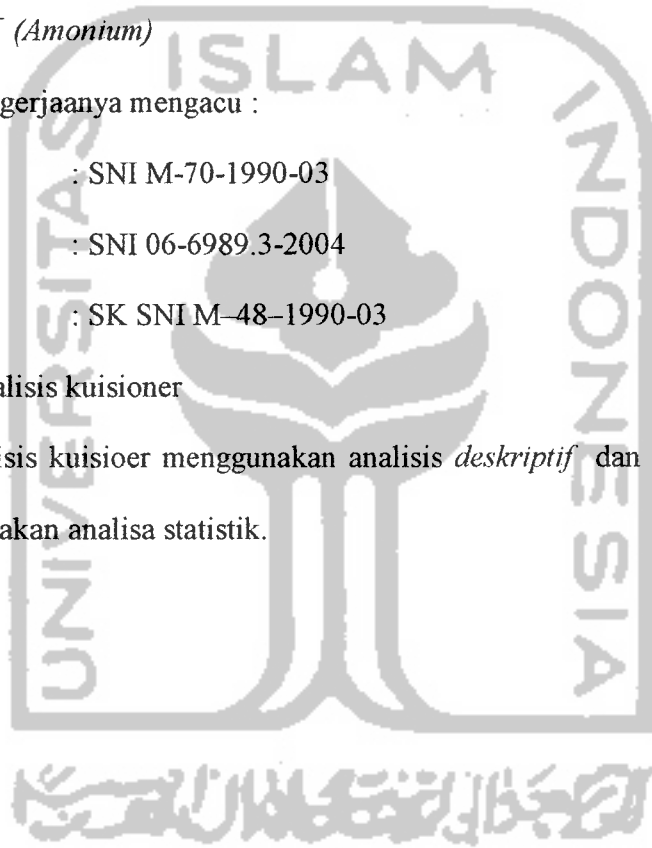 (Amonium)
gerjaanya mengacu :
: SNI M-70-1990-03
: SNI 06-6989.3-2004
: SK SNI M–48–1990-03
alisis kuisioner
isis kuisioer menggunakan analisis deskriptif dan
akan analisa statistik.
UNIVERSITAS
ISLAM
INDONESIA